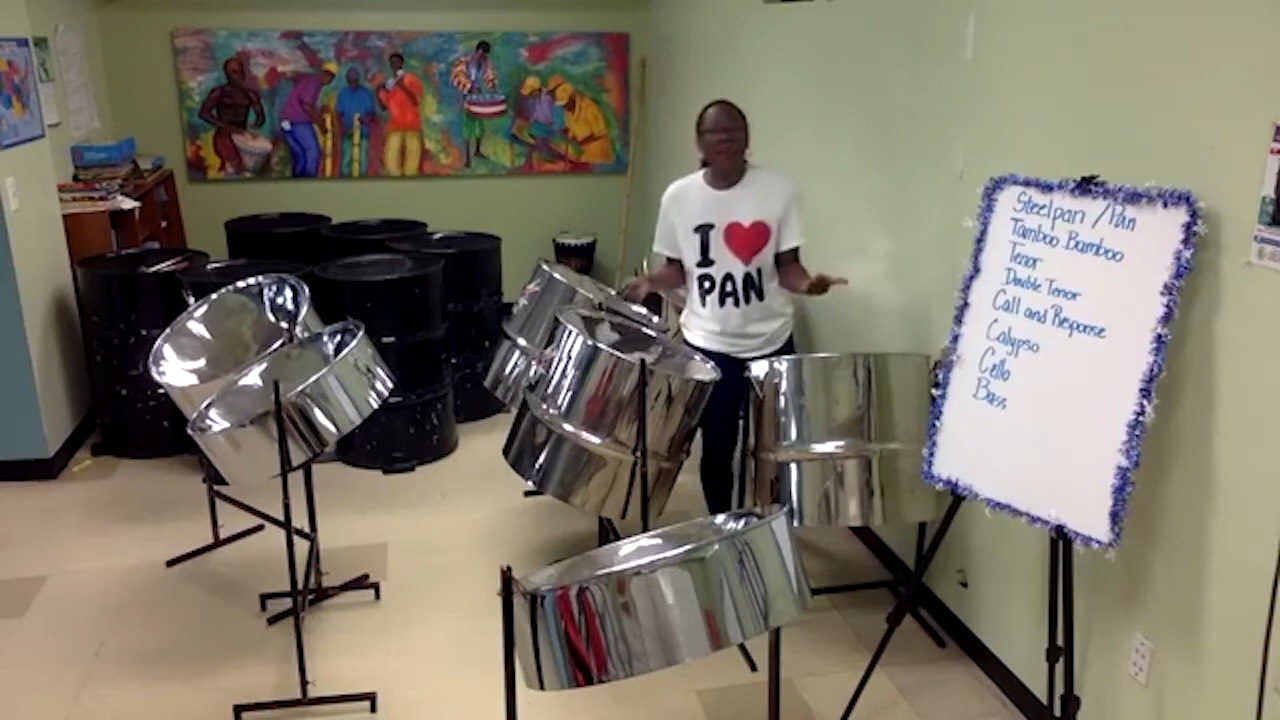 I ❤ PAN
Steelpan / Pan
Tamboo Bamboo
Tenor
Double Tenor
Call and Response
Calypso
Cello
Bass